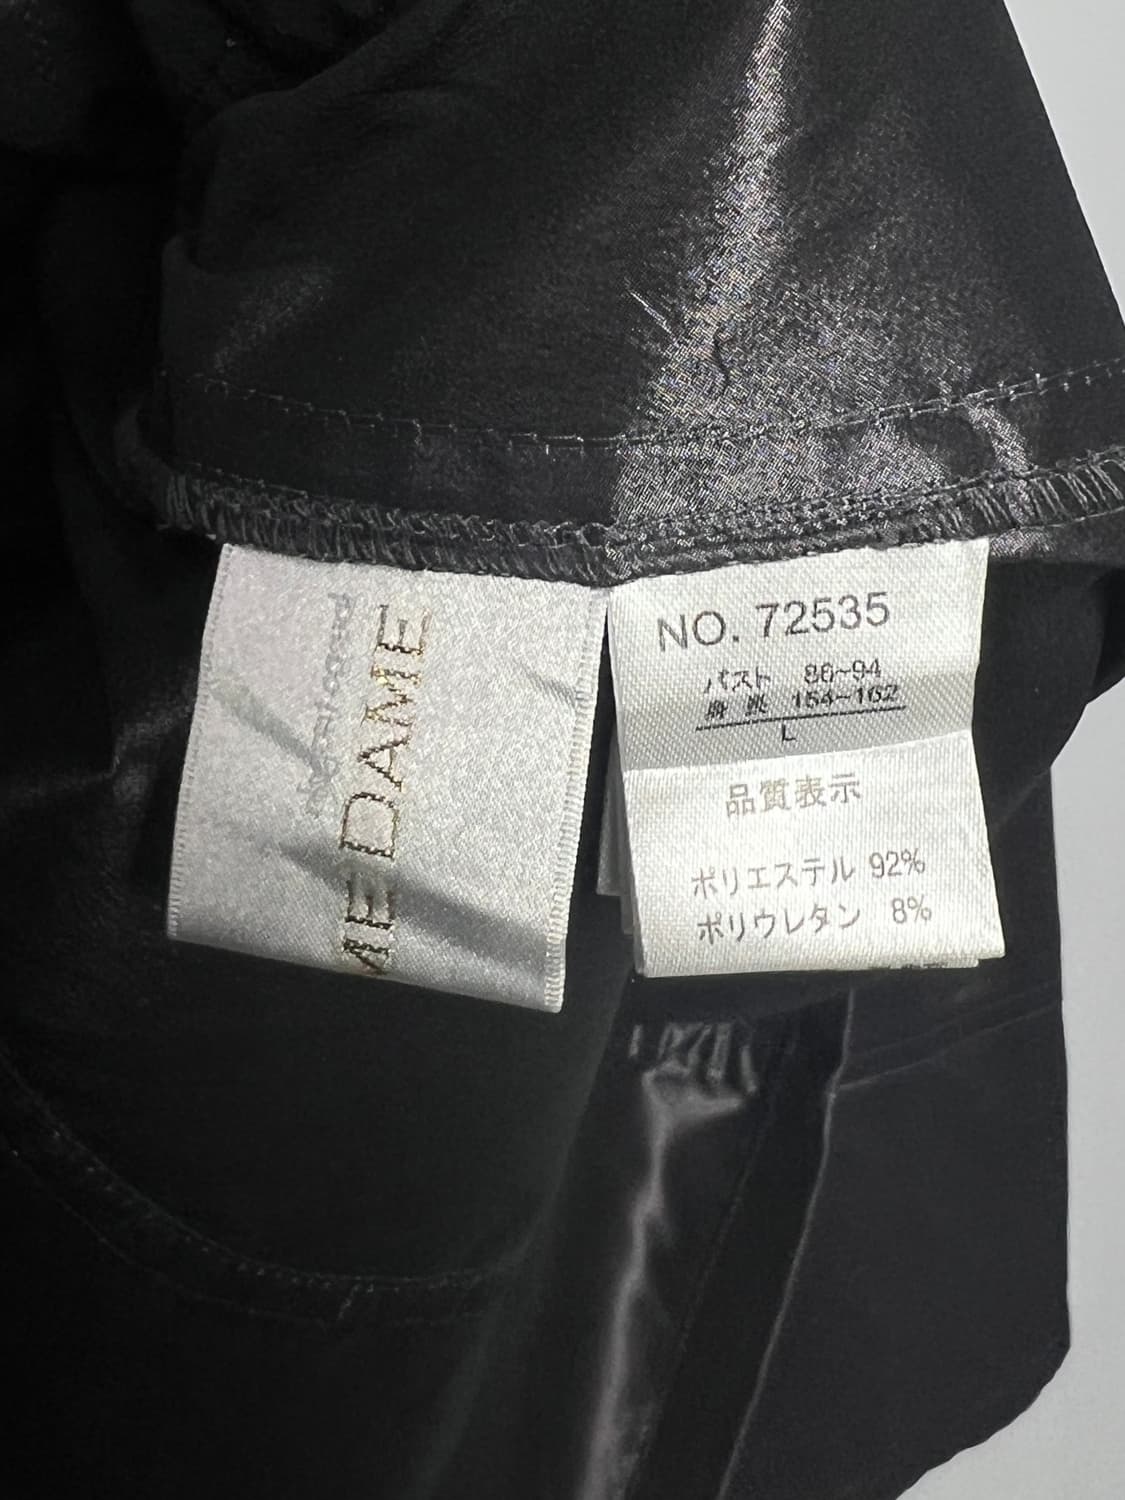 ME DAME
NO. 72535
バスト 86~94
身長 154~162
L
品質表示
ポリエステル 92%
ポリウレタン 8%